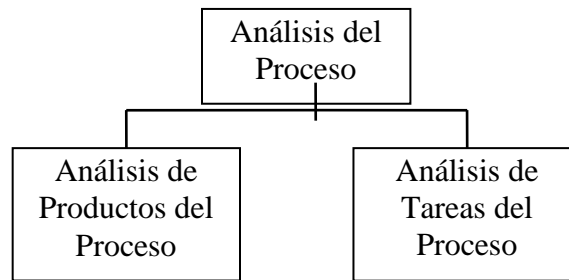 Análisis del
Proceso
Análisis de
Productos del
Proceso
Análisis de
Tareas del
Proceso